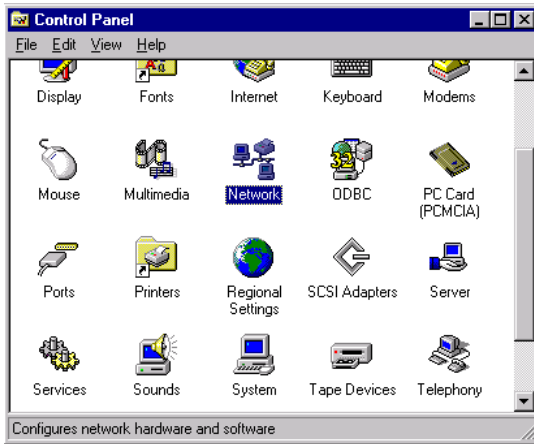 Control Panel
File Edit View Help
Display Fonts Internet Keyboard Modems
Mouse Multimedia Network ODBC PC Card
(PCMCIA)
Ports Printers Regional SCSI Adapters Server
Settings
Services Sounds System Tape Devices Telephony
Configures network hardware and software